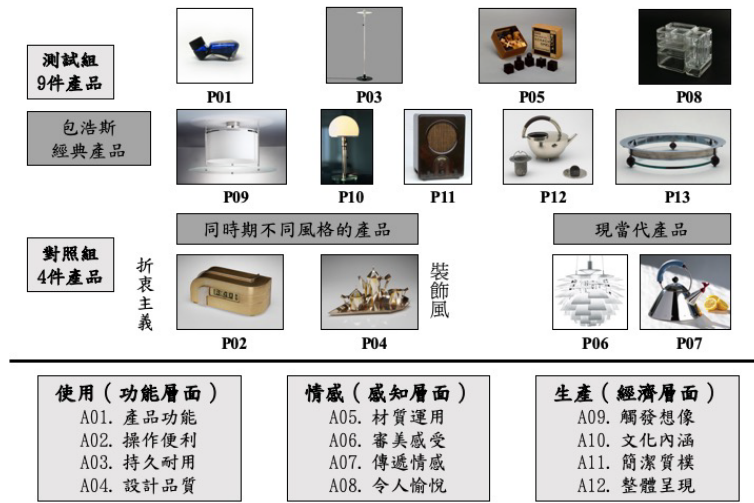 測試組
9件產品
P01
P03
P05
P08
包浩斯
經典產品
P09
P10
P11
P12
P13
同時期不同風格的產品
現當代產品
對照組
4件產品
折衷主義
裝飾風
P02
P04
P06
P07
使用（功能層面）
A01. 產品功能
A02. 操作便利
A03. 持久耐用
A04. 設計品質
情感（感知層面）
A05. 材質運用
A06. 審美感受
A07. 傳遞情感
A08. 令人愉悅
生產（經濟層面）
A09. 觸發想像
A10. 文化內涵
A11. 簡潔質樸
A12. 整體呈現